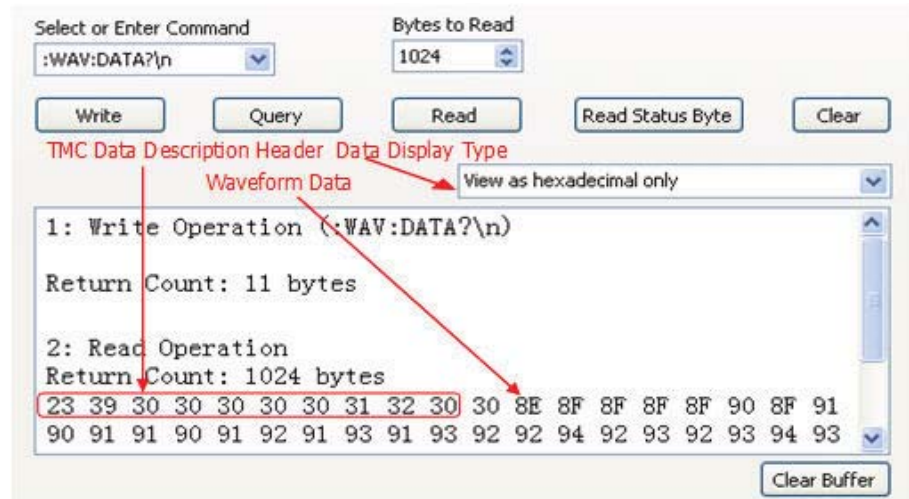 Select or Enter Command Bytes to Read
:WAV:DATA?\n 1024
Write Query Read Read Status Byte Clear
TMC Data Description Header Data Display Type
Waveform Data View as hexadecimal only
1: Write Operation (:WAV:DATA?\n)
Return Count: 11 bytes
2: Read Operation
Return Count: 1024 bytes
23 39 30 30 30 30 30 31 32 30 30 8E 8F 8F 8F 8F 90 8F 91
90 91 91 90 91 92 91 93 91 93 92 92 94 92 93 92 93 94 93
Clear Buffer